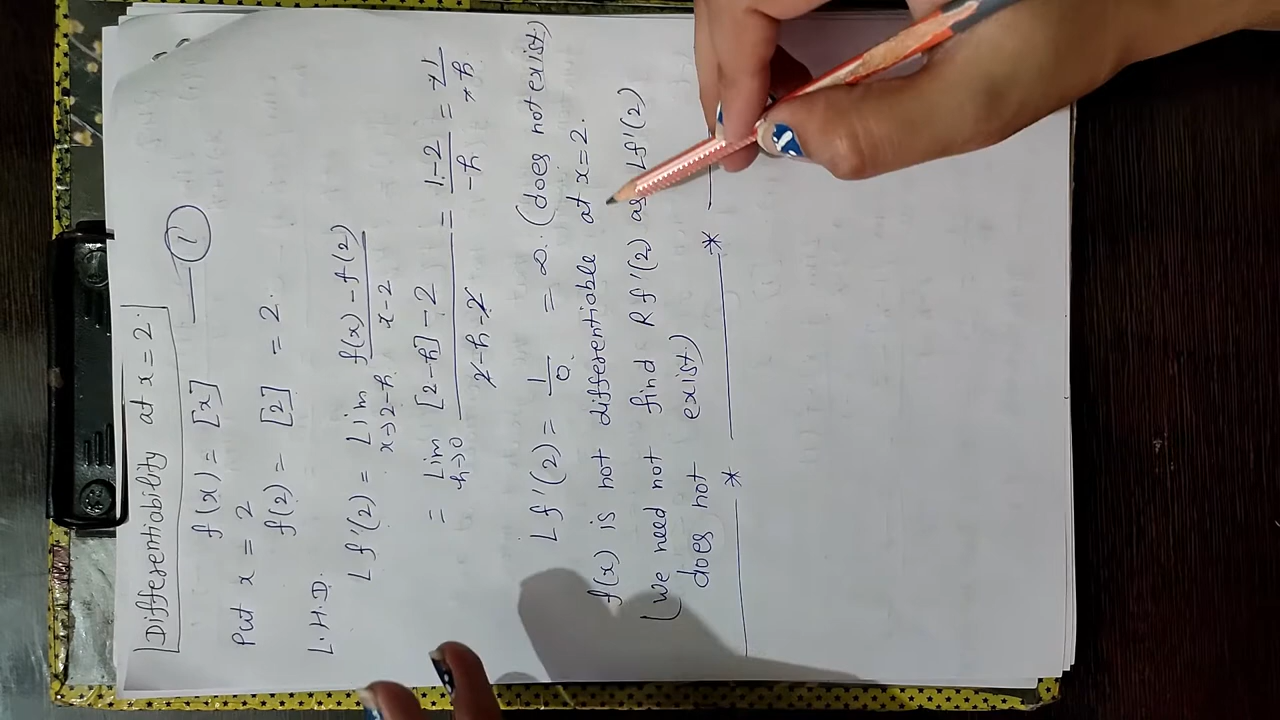 Differentiability at x = 2.
f(x) = [x] ——— 1
Put x = 2
f(2) = [2] = 2.
L.H.D.
Lf'(2) = Lim x→2-h f(x) - f(2) / x - 2
= Lim h→0 [2-h] - 2 / 2-h-2 = 1-2 / -h = +1 / +h
Lf'(2) = 1/0 = ∞. (does not exist)
f(x) is not differentiable at x = 2.
(we need not find Rf'(2) as Lf'(2)
does not exist)
——— * ——— * ———